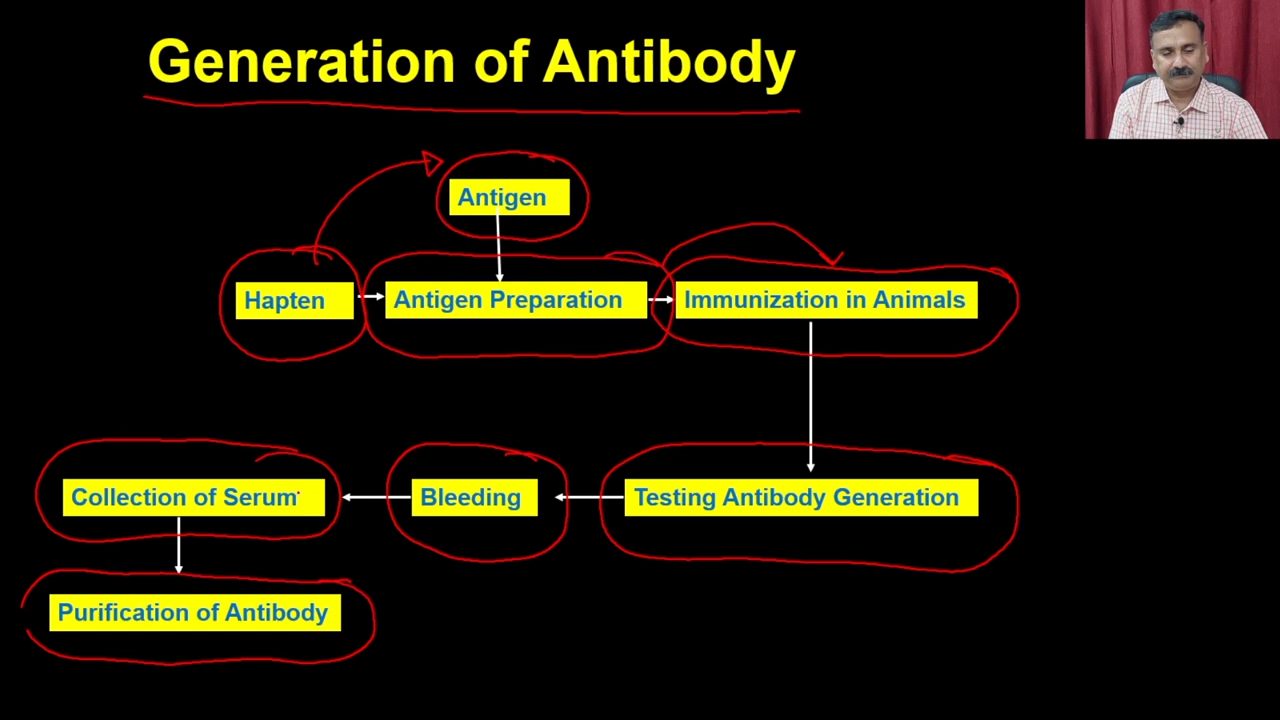 Generation of Antibody
Antigen
Hapten
Antigen Preparation
Immunization in Animals
Testing Antibody Generation
Bleeding
Collection of Serum
Purification of Antibody